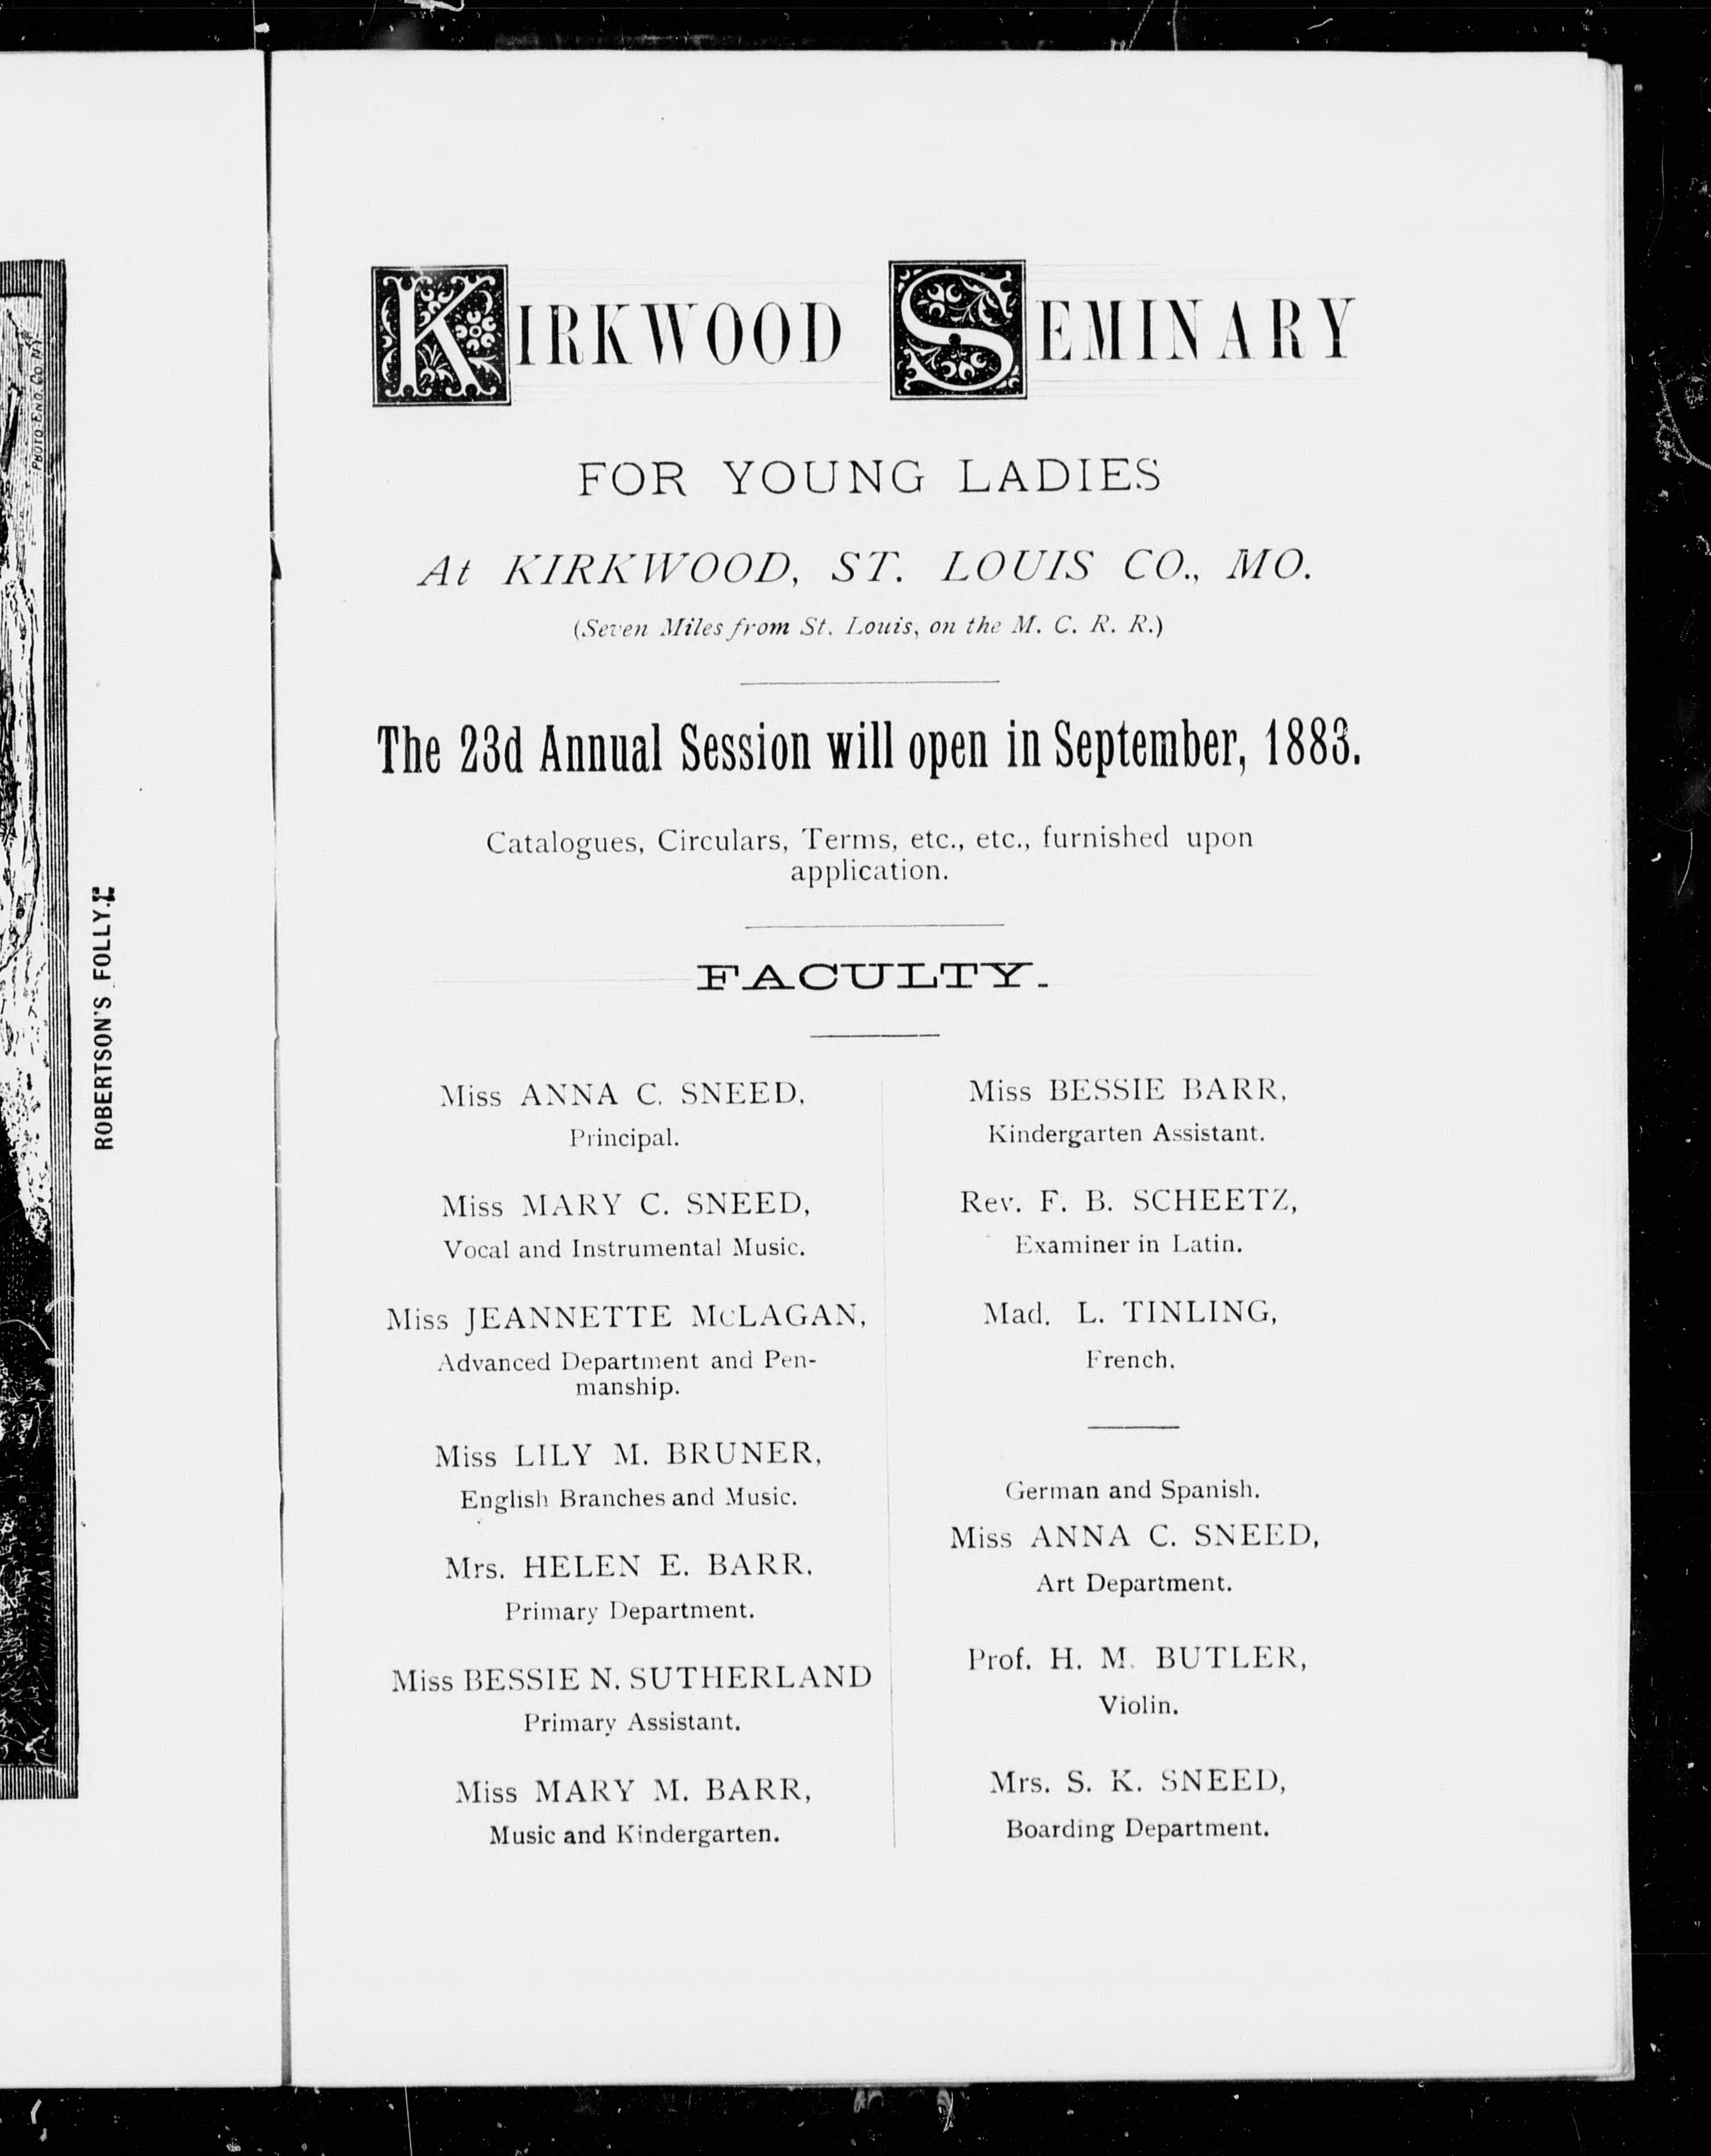 PHOTO-ENG. CO. N.Y.
ROBERTSON'S FOLLY.
KIRKWOOD SEMINARY
FOR YOUNG LADIES
At KIRKWOOD, ST. LOUIS CO., MO.
(Seven Miles from St. Louis, on the M. C. R. R.)
The 23d Annual Session will open in September, 1883.
Catalogues, Circulars, Terms, etc., etc., furnished upon
application.
FACULTY.
Miss ANNA C. SNEED,
Principal.
Miss MARY C. SNEED,
Vocal and Instrumental Music.
Miss JEANNETTE McLAGAN,
Advanced Department and Pen-
manship.
Miss LILY M. BRUNER,
English Branches and Music.
Mrs. HELEN E. BARR,
Primary Department.
Miss BESSIE N. SUTHERLAND
Primary Assistant.
Miss MARY M. BARR,
Music and Kindergarten.
Miss BESSIE BARR,
Kindergarten Assistant.
Rev. F. B. SCHEETZ,
Examiner in Latin.
Mad. L. TINLING,
French.
German and Spanish.
Miss ANNA C. SNEED,
Art Department.
Prof. H. M. BUTLER,
Violin.
Mrs. S. K. SNEED,
Boarding Department.